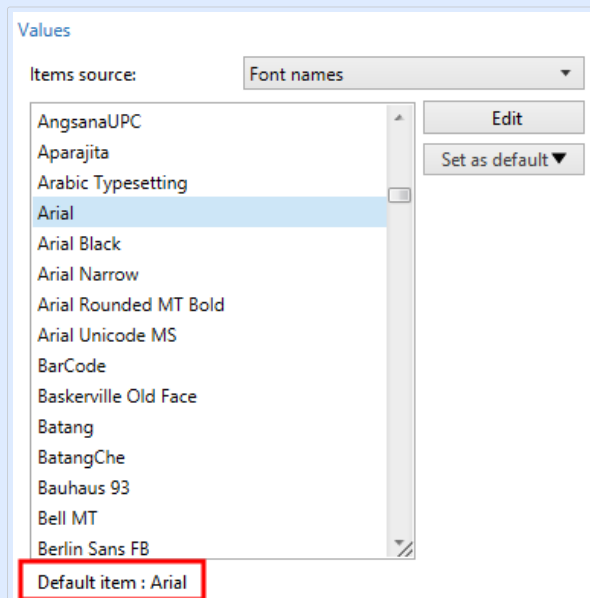 Values
Items source: Font names
AngsanaUPC
Edit
Aparajita
Set as default
Arabic Typesetting
Arial
Arial Black
Arial Narrow
Arial Rounded MT Bold
Arial Unicode MS
BarCode
Baskerville Old Face
Batang
BatangChe
Bauhaus 93
Bell MT
Berlin Sans FB
Default item : Arial